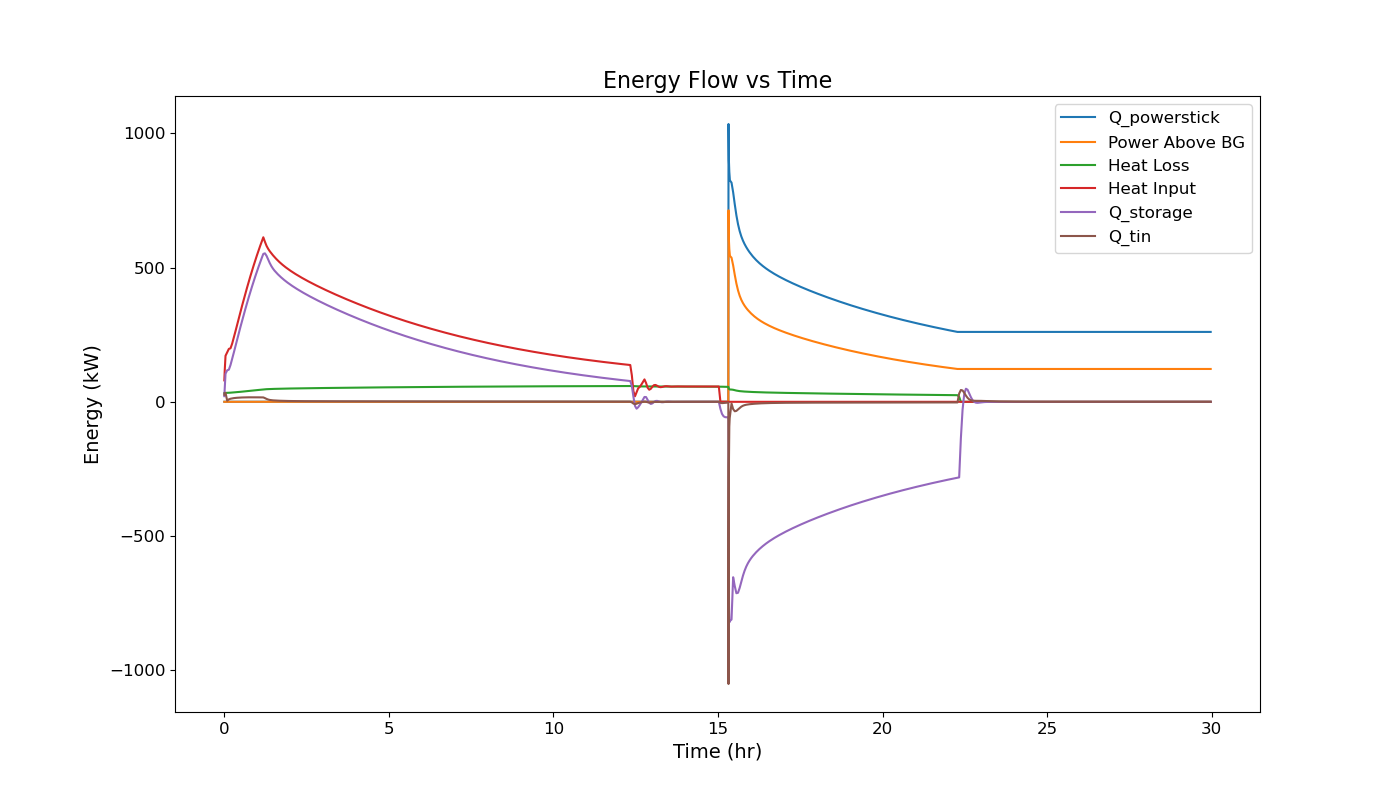 Energy Flow vs Time
Q_powerstick
Power Above BG
Heat Loss
Heat Input
Q_storage
Q_tin
Energy (kW)
1000
500
0
−500
−1000
0 5 10 15 20 25 30
Time (hr)